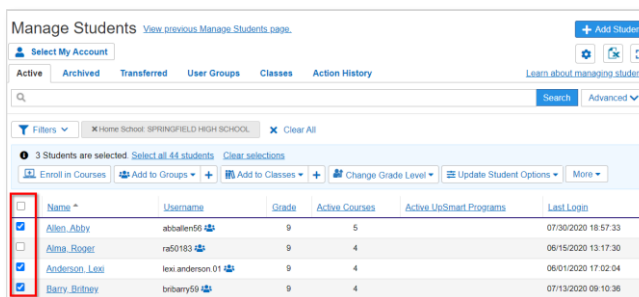 Manage Students View previous Manage Students page.
+ Add Studen
Select My Account
Active Archived Transferred User Groups Classes Action History Learn about managing studen
Search Advanced
Filters × Home School: SPRINGFIELD HIGH SCHOOL × Clear All
3 Students are selected. Select all 44 students Clear selections
Enroll in Courses Add to Groups + Add to Classes + Change Grade Level Update Student Options More
Name Username Grade Active Courses Active UpSmart Programs Last Login
Allen, Abby abballen56 9 5 07/30/2020 18:57:33
Alma, Roger ra50183 9 4 06/15/2020 13:17:30
Anderson, Lexi lexi.anderson.01 9 4 06/01/2020 17:02:04
Barry, Britney bribarry59 9 4 07/13/2020 09:10:36